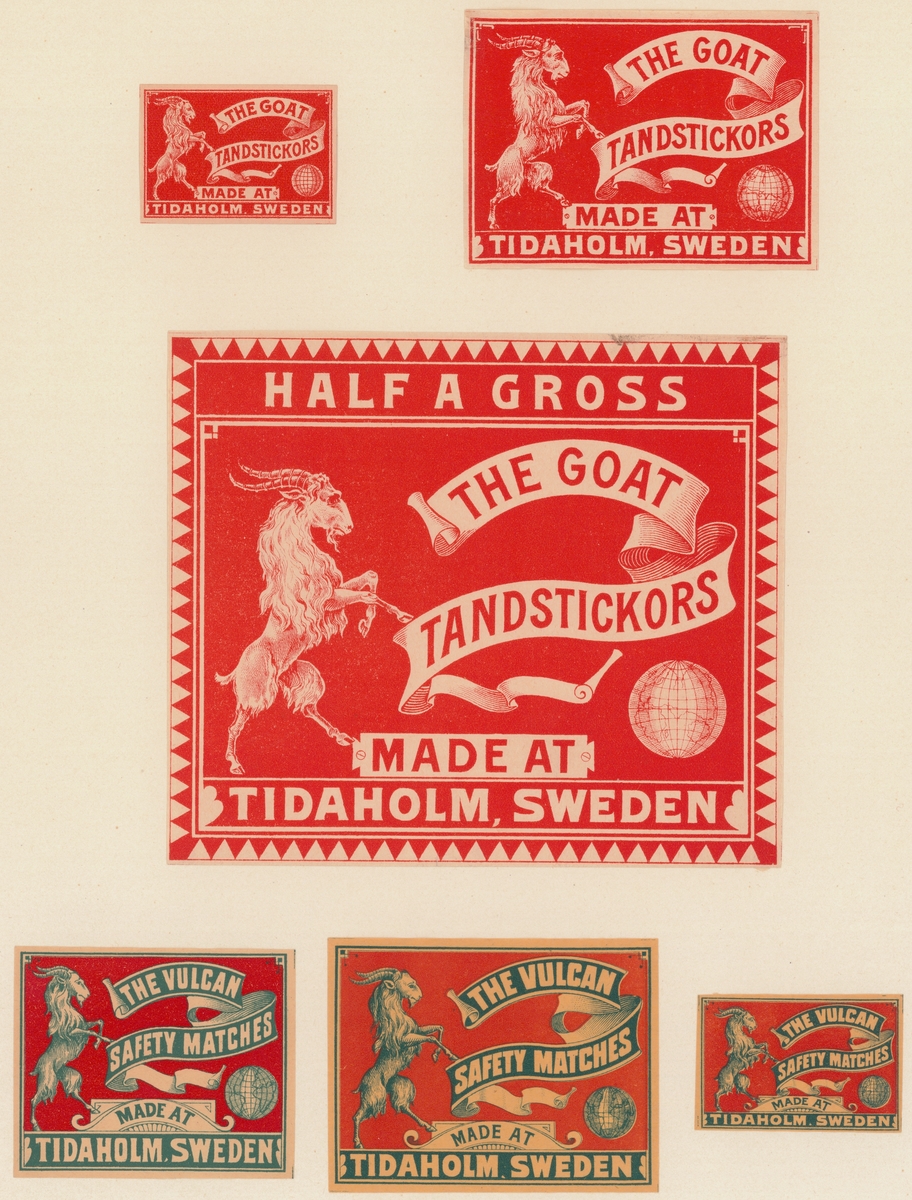 THE GOAT
TANDSTICKORS
MADE AT
TIDAHOLM, SWEDEN
THE GOAT
TANDSTICKORS
MADE AT
TIDAHOLM, SWEDEN
HALF A GROSS
THE GOAT
TANDSTICKORS
MADE AT
TIDAHOLM, SWEDEN
THE VULCAN
SAFETY MATCHES
MADE AT
TIDAHOLM, SWEDEN
THE VULCAN
SAFETY MATCHES
MADE AT
TIDAHOLM, SWEDEN
THE VULCAN
SAFETY MATCHES
MADE AT
TIDAHOLM, SWEDEN